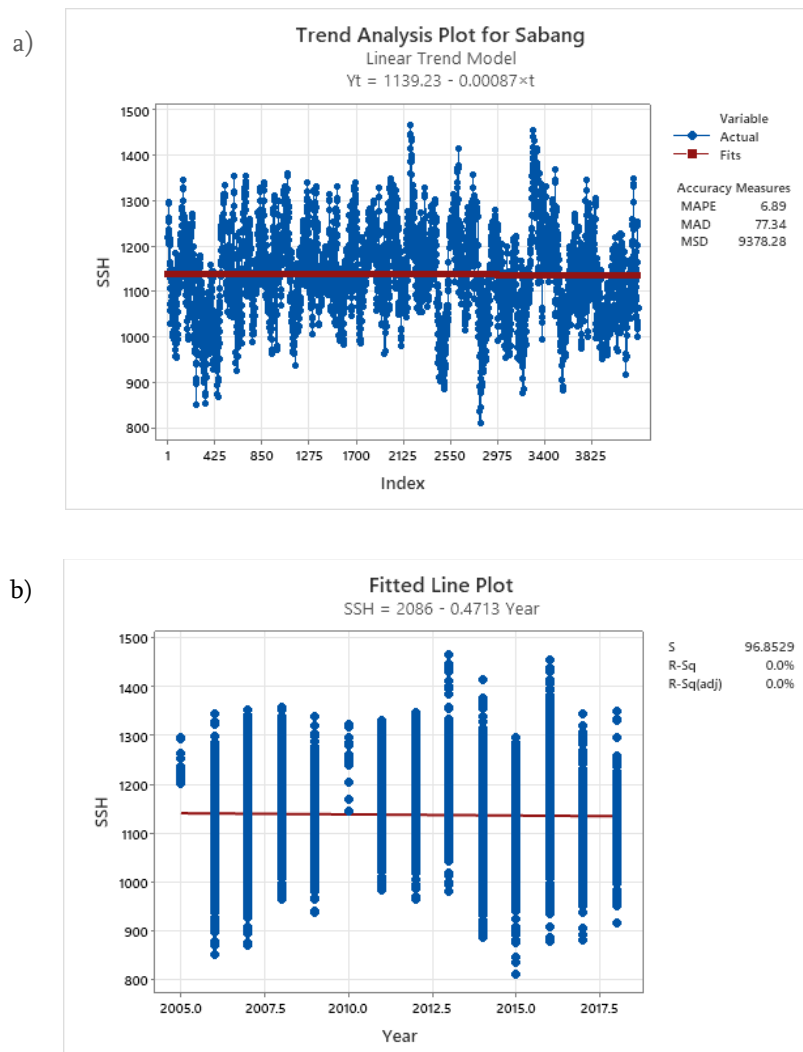 a)
Trend Analysis Plot for Sabang
Linear Trend Model
Yt = 1139.23 - 0.00087×t
1500
1400
1300
1200
1100
1000
900
800
SSH
1 425 850 1275 1700 2125 2550 2975 3400 3825
Index
Variable
Actual
Fits
Accuracy Measures
MAPE 6.89
MAD 77.34
MSD 9378.28
b)
Fitted Line Plot
SSH = 2086 - 0.4713 Year
1500
1400
1300
1200
1100
1000
900
800
SSH
2005.0 2007.5 2010.0 2012.5 2015.0 2017.5
Year
S 96.8529
R-Sq 0.0%
R-Sq(adj) 0.0%